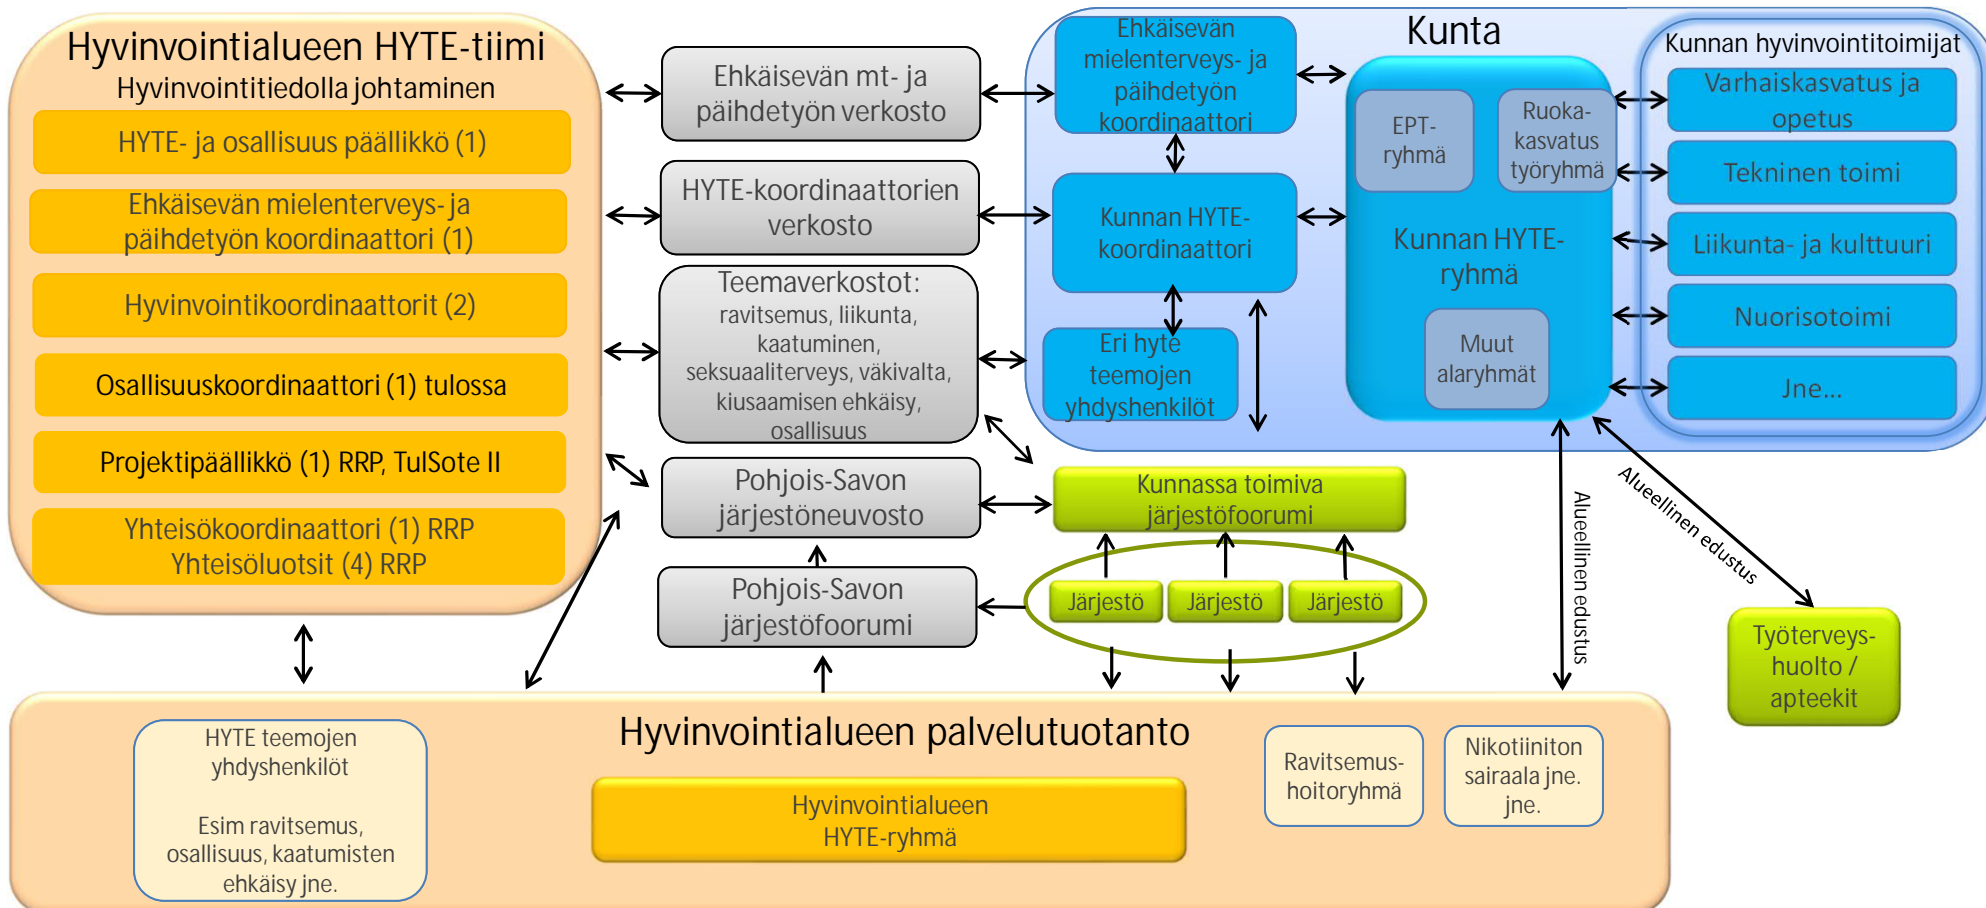 Hyvinvointialueen HYTE-tiimi
Hyvinvointitiedolla johtaminen
HYTE- ja osallisuus päällikkö (1)
Ehkäisevän mielenterveys- ja
päihdetyön koordinaattori (1)
Hyvinvointikoordinaattorit (2)
Osallisuuskoordinaattori (1) tulossa
Projektipäällikkö (1) RRP, TulSote II
Yhteisökoordinaattori (1) RRP
Yhteisöluotsit (4) RRP
Ehkäisevän mt- ja
päihdetyön verkosto
HYTE-koordinaattorien
verkosto
Teemaverkostot:
ravitsemus, liikunta,
kaatuminen,
seksuaaliterveys, väkivalta,
kiusaamisen ehkäisy,
osallisuus
Pohjois-Savon
järjestöneuvosto
Pohjois-Savon
järjestöfoorumi
Kunta
Ehkäisevän
mielenterveys- ja
päihdetyön
koordinaattori
Kunnan HYTE-
koordinaattori
Eri hyte
teemojen
yhdyshenkilöt
EPT-
ryhmä
Ruoka-
kasvatus
työryhmä
Kunnan HYTE-
ryhmä
Muut
alaryhmät
Kunnan hyvinvointitoimijat
Varhaiskasvatus ja
opetus
Tekninen toimi
Liikunta- ja kulttuuri
Nuorisotoimi
Jne...
Kunnassa toimiva
järjestöfoorumi
Järjestö
Järjestö
Järjestö
Alueellinen edustus
Alueellinen edustus
Työterveys-
huolto /
apteekit
Hyvinvointialueen palvelutuotanto
HYTE teemojen
yhdyshenkilöt
Esim ravitsemus,
osallisuus, kaatumisten
ehkäisy jne.
Hyvinvointialueen
HYTE-ryhmä
Ravitsemus-
hoitoryhmä
Nikotiiniton
sairaala jne.
jne.